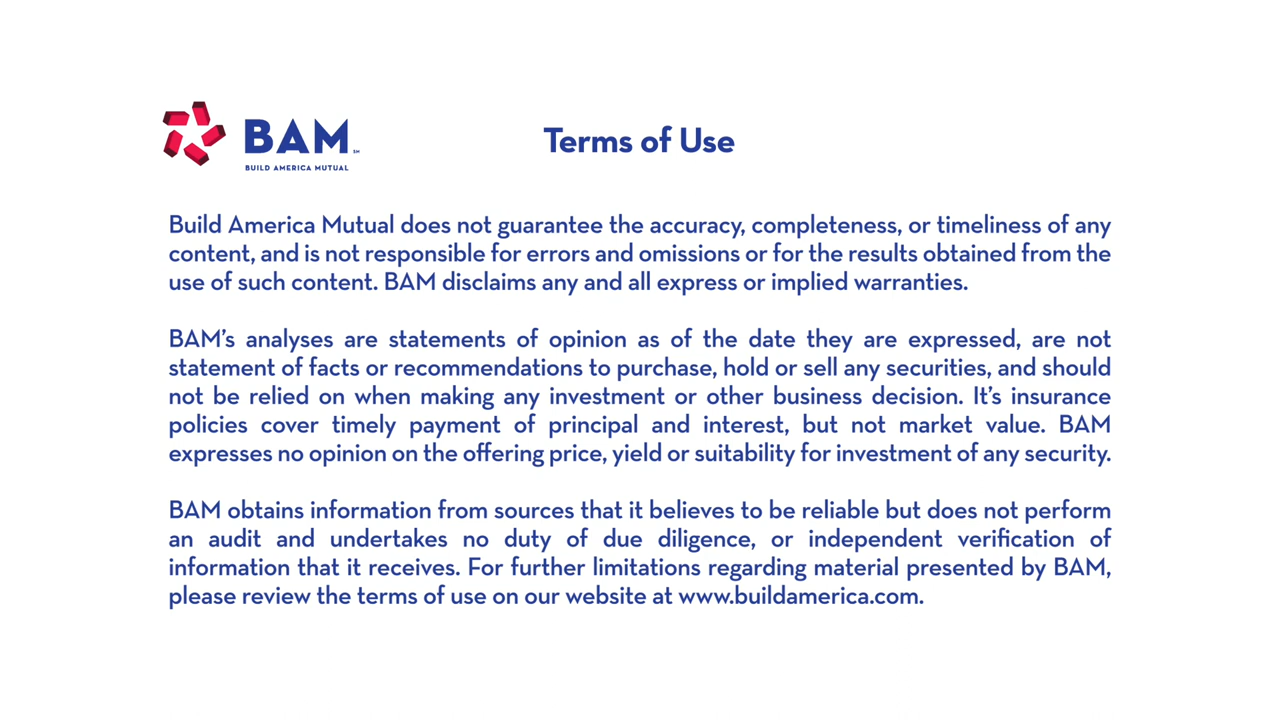 BAM
SM
BUILD AMERICA MUTUAL
Terms of Use
Build America Mutual does not guarantee the accuracy, completeness, or timeliness of any
content, and is not responsible for errors and omissions or for the results obtained from the
use of such content. BAM disclaims any and all express or implied warranties.
BAM’s analyses are statements of opinion as of the date they are expressed, are not
statement of facts or recommendations to purchase, hold or sell any securities, and should
not be relied on when making any investment or other business decision. It’s insurance
policies cover timely payment of principal and interest, but not market value. BAM
expresses no opinion on the offering price, yield or suitability for investment of any security.
BAM obtains information from sources that it believes to be reliable but does not perform
an audit and undertakes no duty of due diligence, or independent verification of
information that it receives. For further limitations regarding material presented by BAM,
please review the terms of use on our website at www.buildamerica.com.